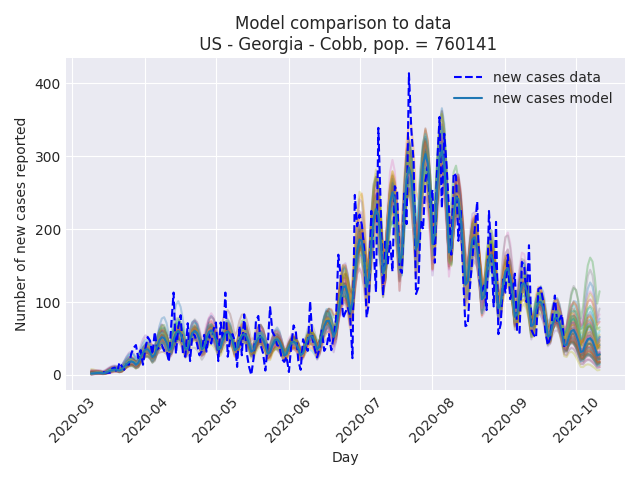 Model comparison to data
US - Georgia - Cobb, pop. = 760141
new cases data
new cases model
Number of new cases reported
400
300
200
100
0
2020-03
2020-04
2020-05
2020-06
2020-07
2020-08
2020-09
2020-10
Day